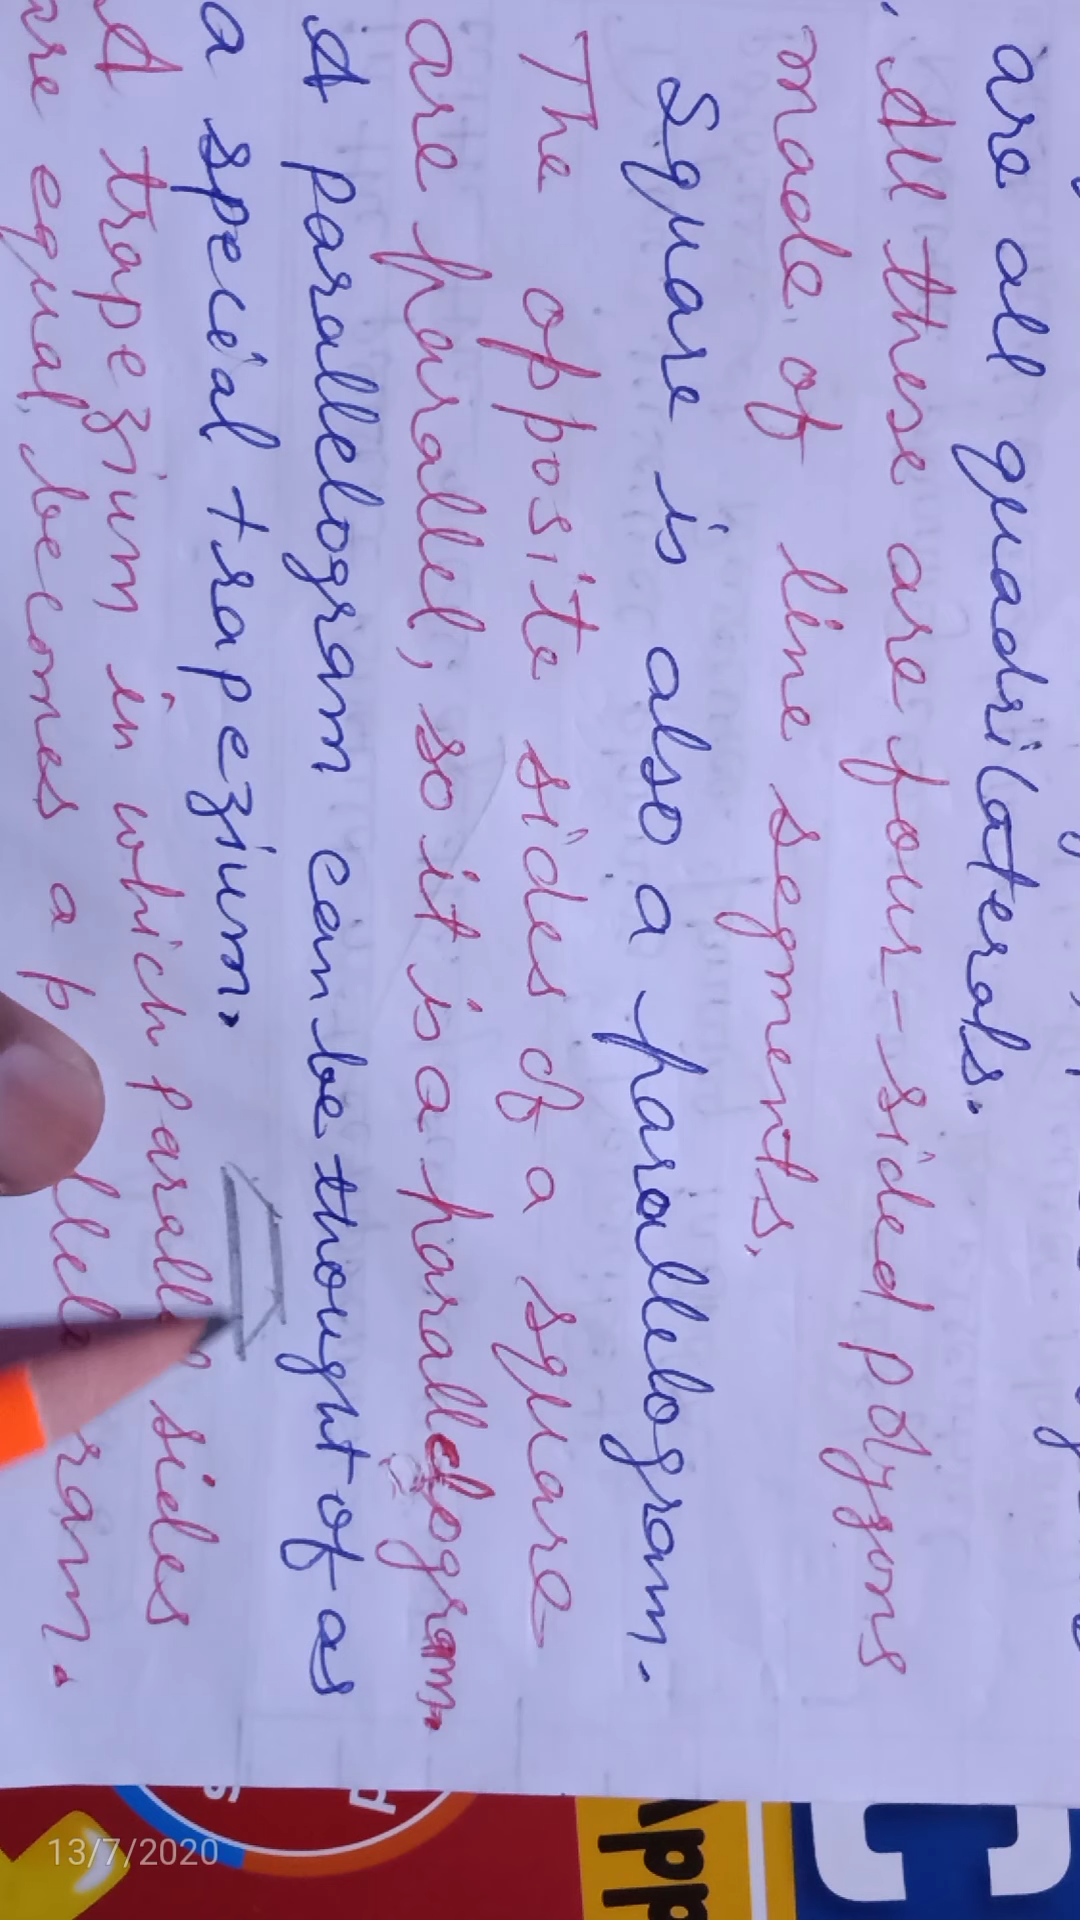 are all quadrilaterals.
All these are four-sided polygons
made of line segments.
Square is also a parallelogram.
The opposite sides of a square
are parallel, so it is a parallelogram.
A parallelogram can be thought of as
a special trapezium.
A trapezium in which parallel sides
are equal, becomes a
App
C
13/7/2020